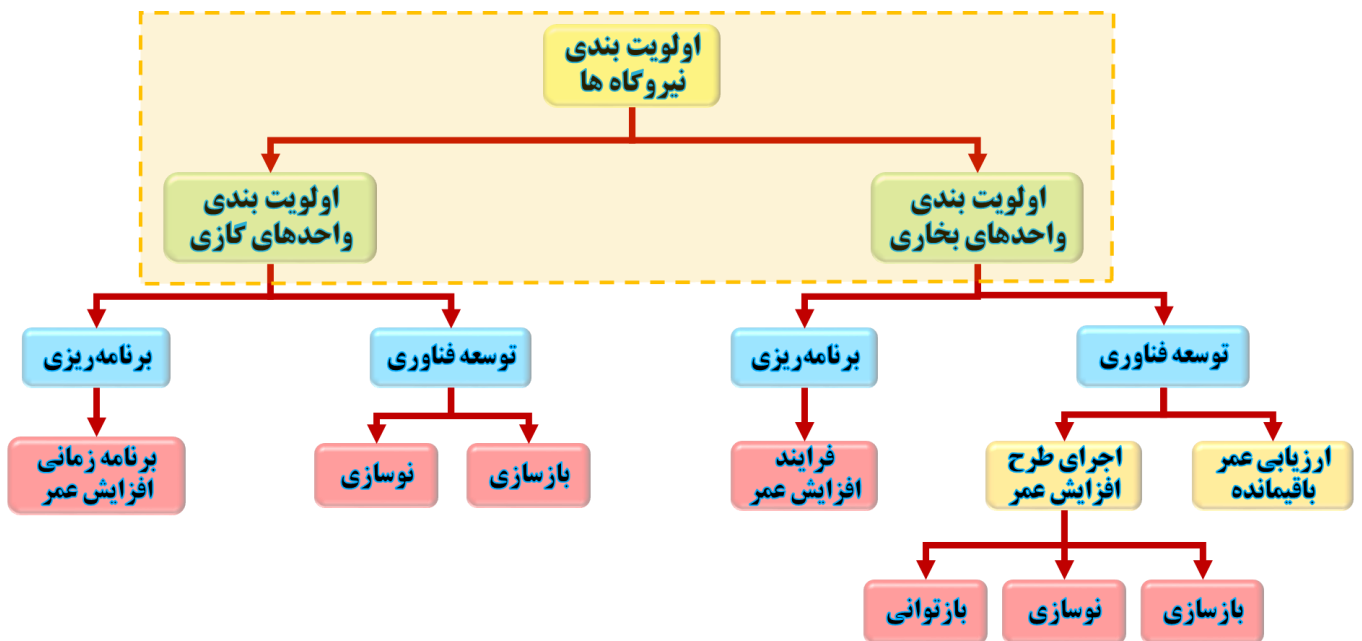 اولویت بندی
نیروگاه ها
اولویت بندی
واحدهای بخاری
اولویت بندی
واحدهای گازی
توسعه فناوری
برنامه‌ریزی
توسعه فناوری
برنامه‌ریزی
ارزیابی عمر
باقیمانده
اجرای طرح
افزایش عمر
فرایند
افزایش عمر
بازسازی
نوسازی
برنامه زمانی
افزایش عمر
بازسازی
نوسازی
بازتوانی